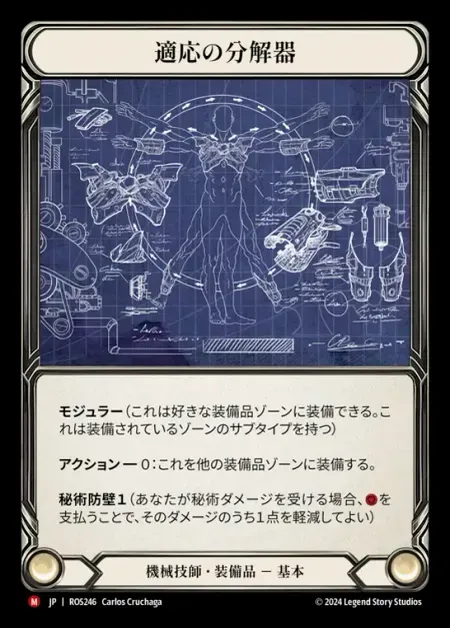 適応の分解器
モジュラー（これは好きな装備品ゾーンに装備できる。こ
れは装備されているゾーンのサブタイプを持つ）
アクション ー 0：これを他の装備品ゾーンに装備する。
秘術防壁１（あなたが秘術ダメージを受ける場合、を
支払うことで、そのダメージのうち１点を軽減してよい）
機械技師・装備品 － 基本
M JP | ROS246 Carlos Cruchaga
© 2024 Legend Story Studios